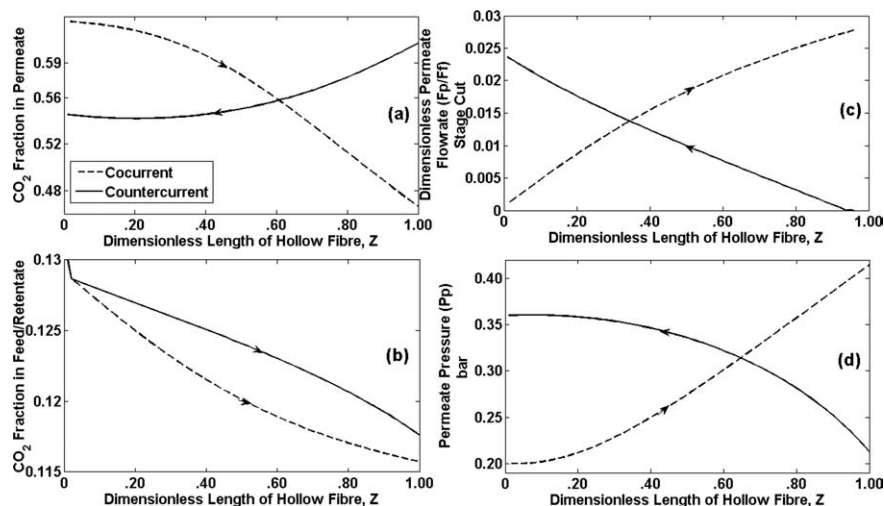 CO2 Fraction in Permeate
0.59
0.56
0.52
0.48
(a)
Cocurrent
Countercurrent
0 .20 .40 .60 .80 1.00
Dimensionless Length of Hollow Fibre, Z
Dimensionless Permeate
Flowrate (Fp/Ff)
Stage Cut
0.03
0.025
0.02
0.015
0.01
0.005
0
(c)
0 .20 .40 .60 .80 1.00
Dimensionless Length of Hollow Fibre, Z
CO2 Fraction in Feed/Retentate
0.13
0.125
0.12
0.115
(b)
0 .20 .40 .60 .80 1.00
Dimensionless Length of Hollow Fibre, Z
Permeate Pressure (Pp)
bar
0.40
0.36
0.30
0.25
0.20
(d)
0 .20 .40 .60 .80 1.00
Dimensionless Length of Hollow Fibre, Z